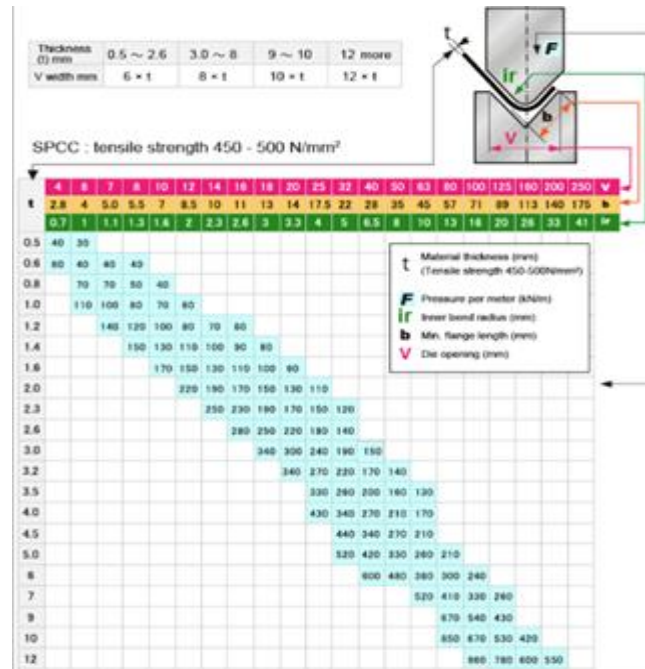 Thickness (t) mm 0.5 ~ 2.6 3.0 ~ 8 9 ~ 10 12 more
V width mm 6 × t 8 × t 10 × t 12 × t
t
F
ir
b
V
SPCC : tensile strength 450 - 500 N/mm²
t 4 6 7 8 10 12 14 16 18 20 25 32 40 50 63 80 100 125 160 200 250 V
2.8 4 5.0 5.5 7 8.5 10 11 13 14 17.5 22 28 35 45 57 71 89 113 140 175 b
0.7 1 1.1 1.3 1.6 2 2.3 2.6 3 3.3 4 5 6.5 8 10 13 16 20 26 33 41 ir
0.5 40 30
0.6 60 40 40 40
0.8 70 70 50 40
1.0 110 100 80 70 60
1.2 140 120 100 80 70 60
1.4 150 130 110 100 90 80
1.6 170 150 130 110 100 80
2.0 220 190 170 150 130 110
2.3 250 230 190 170 150 120
2.6 280 250 220 180 140
3.0 340 300 240 190 150
3.2 340 270 220 170 140
3.5 330 260 200 160 130
4.0 430 340 270 210 170
4.5 440 340 270 210
5.0 520 420 330 260 210
6 600 480 380 300 240
7 520 410 330 260
9 670 540 430
10 850 670 530 420
12 860 780 600 550
t Material thickness (mm)
(Tensile strength 450-500N/mm²)
F Pressure per meter (kN/m)
ir Inner bend radius (mm)
b Min. flange length (mm)
V Die opening (mm)